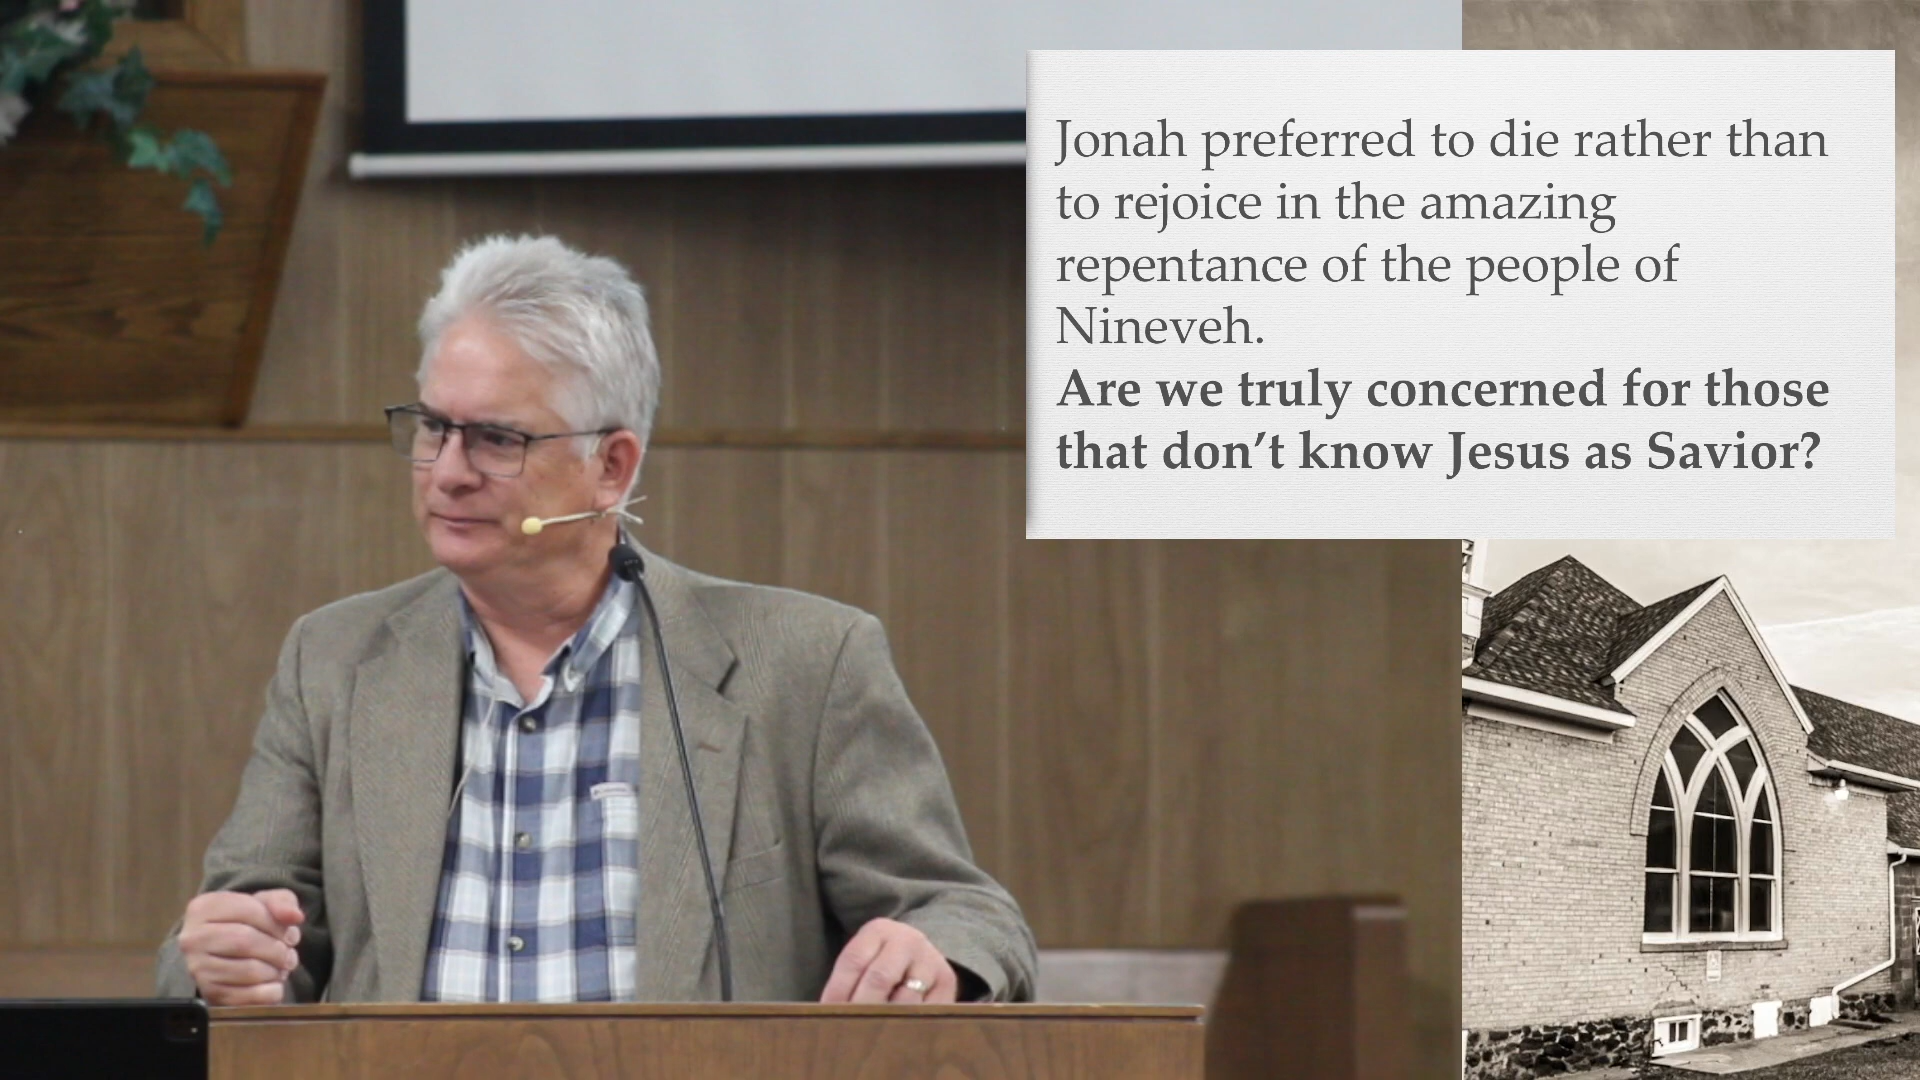 Jonah preferred to die rather than
to rejoice in the amazing
repentance of the people of
Nineveh.
Are we truly concerned for those
that don’t know Jesus as Savior?